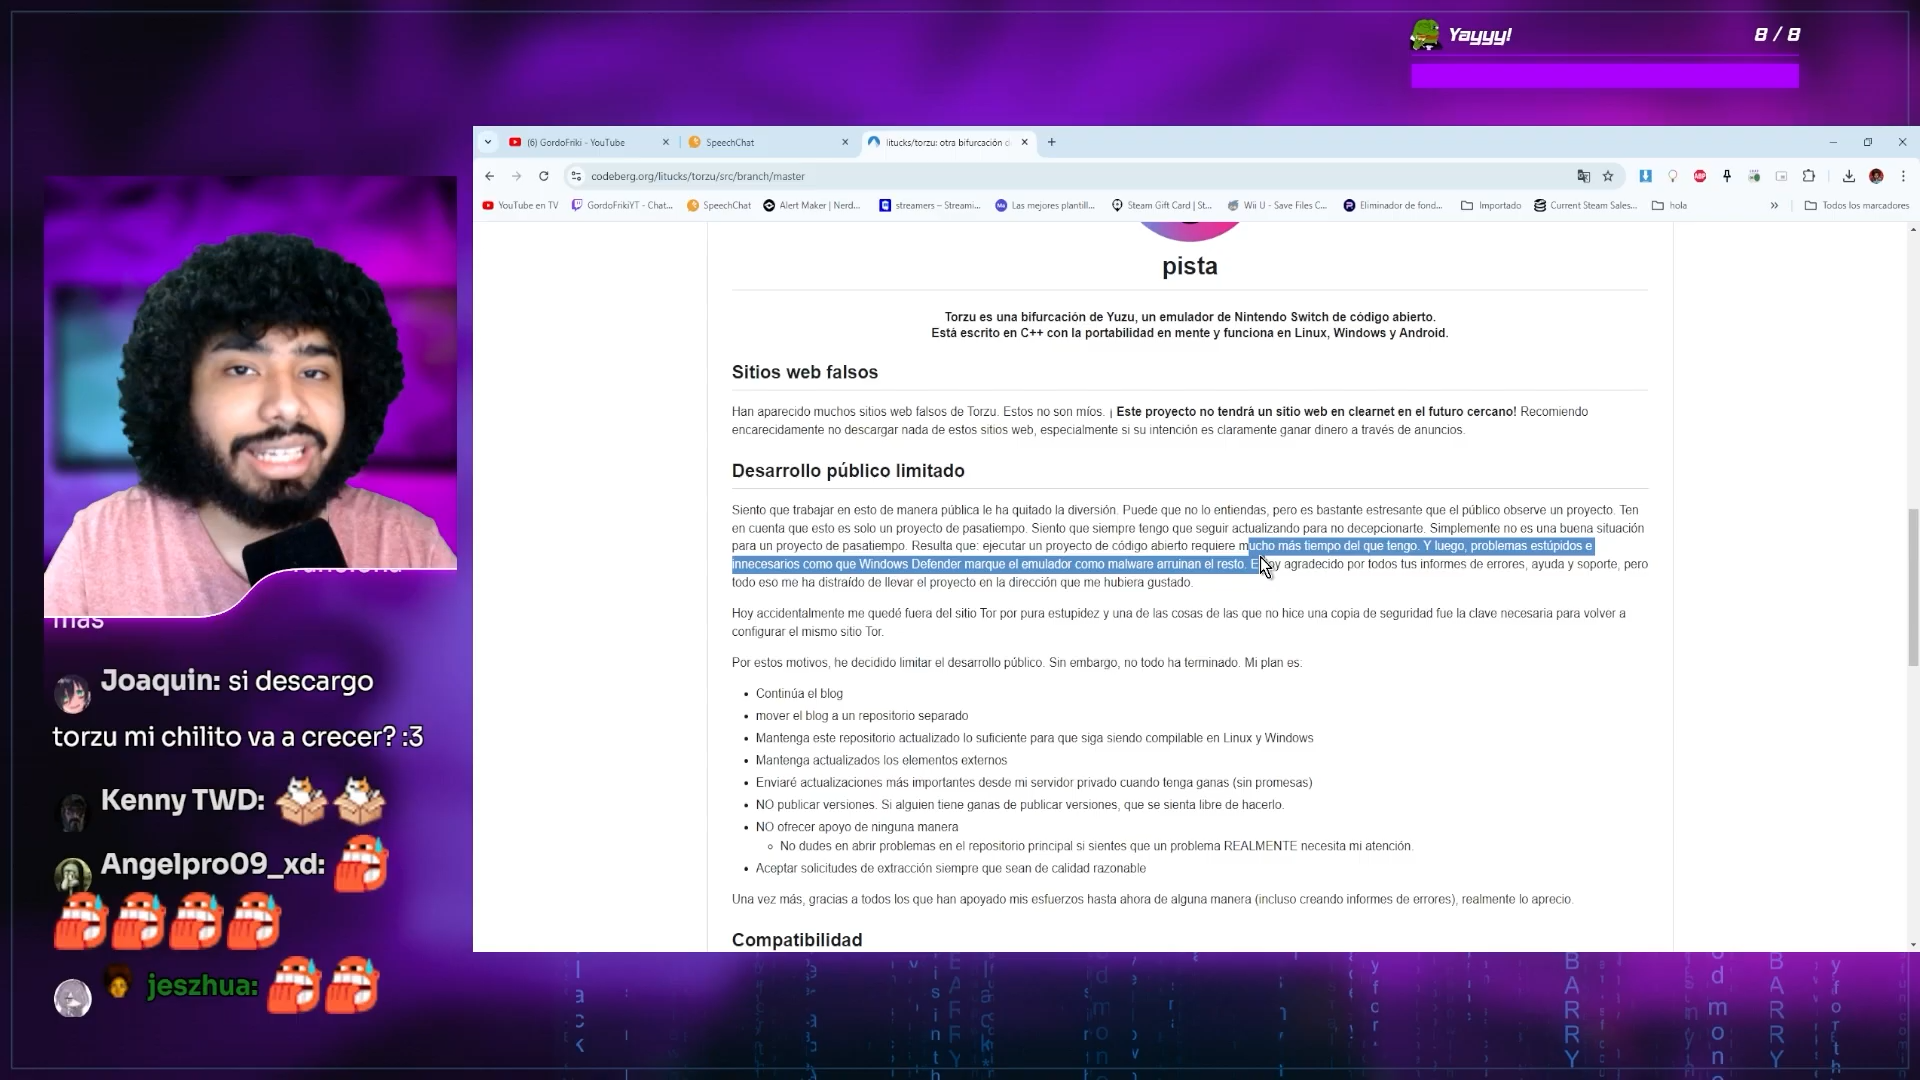 Yayyy!
8 / 8
(6) GordoFriki - YouTube
SpeechChat
litucks/torzu: otra bifurcación d
codeberg.org/litucks/torzu/src/branch/master
YouTube en TV
GordoFrikiYT - Chat...
SpeechChat
Alert Maker | Nerd...
streamers – Streami...
Las mejores plantill...
Steam Gift Card | St...
Wii U - Save Files C...
Eliminador de fond...
Importado
Current Steam Sales...
hola
Todos los marcadores
pista
Torzu es una bifurcación de Yuzu, un emulador de Nintendo Switch de código abierto.
Está escrito en C++ con la portabilidad en mente y funciona en Linux, Windows y Android.
Sitios web falsos
Han aparecido muchos sitios web falsos de Torzu. Estos no son míos. ¡ Este proyecto no tendrá un sitio web en clearnet en el futuro cercano! Recomiendo
encarecidamente no descargar nada de estos sitios web, especialmente si su intención es claramente ganar dinero a través de anuncios.
Desarrollo público limitado
Siento que trabajar en esto de manera pública le ha quitado la diversión. Puede que no lo entiendas, pero es bastante estresante que el público observe un proyecto. Ten
en cuenta que esto es solo un proyecto de pasatiempo. Siento que siempre tengo que seguir actualizando para no decepcionarte. Simplemente no es una buena situación
para un proyecto de pasatiempo. Resulta que: ejecutar un proyecto de código abierto requiere mucho más tiempo del que tengo. Y luego, problemas estúpidos e
innecesarios como que Windows Defender marque el emulador como malware arruinan el resto. E y agradecido por todos tus informes de errores, ayuda y soporte, pero
todo eso me ha distraído de llevar el proyecto en la dirección que me hubiera gustado.
Hoy accidentalmente me quedé fuera del sitio Tor por pura estupidez y una de las cosas de las que no hice una copia de seguridad fue la clave necesaria para volver a
configurar el mismo sitio Tor.
Por estos motivos, he decidido limitar el desarrollo público. Sin embargo, no todo ha terminado. Mi plan es:
Continúa el blog
mover el blog a un repositorio separado
Mantenga este repositorio actualizado lo suficiente para que siga siendo compilable en Linux y Windows
Mantenga actualizados los elementos externos
Enviaré actualizaciones más importantes desde mi servidor privado cuando tenga ganas (sin promesas)
NO publicar versiones. Si alguien tiene ganas de publicar versiones, que se sienta libre de hacerlo.
NO ofrecer apoyo de ninguna manera
No dudes en abrir problemas en el repositorio principal si sientes que un problema REALMENTE necesita mi atención.
Aceptar solicitudes de extracción siempre que sean de calidad razonable
Una vez más, gracias a todos los que han apoyado mis esfuerzos hasta ahora de alguna manera (incluso creando informes de errores), realmente lo aprecio.
Compatibilidad
más
Joaquin: si descargo
torzu mi chilito va a crecer? :3
Kenny TWD:
Angelpro09_xd:
jeszhua: